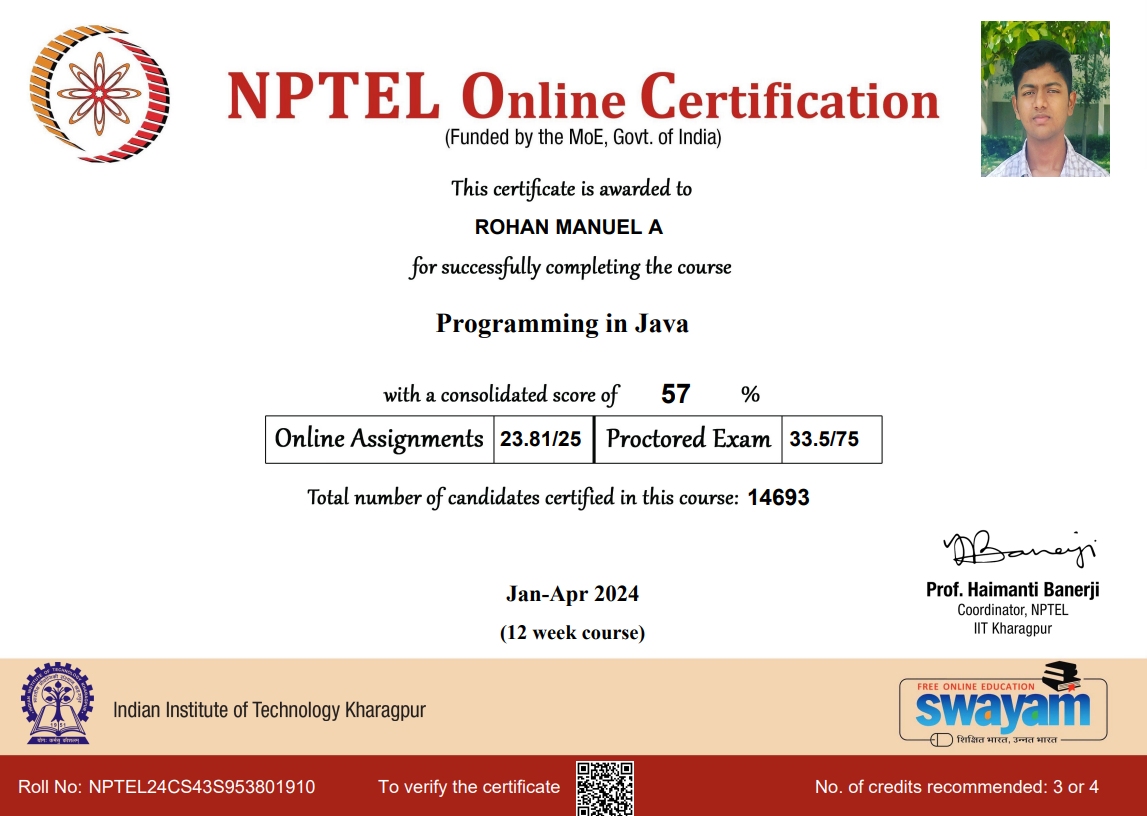 NPTEL Online Certification
(Funded by the MoE, Govt. of India)
This certificate is awarded to
ROHAN MANUEL A
for successfully completing the course
Programming in Java
with a consolidated score of 57 %
Online Assignments 23.81/25 Proctored Exam 33.5/75
Total number of candidates certified in this course: 14693
Jan-Apr 2024
(12 week course)
Prof. Haimanti Banerji
Coordinator, NPTEL
IIT Kharagpur
Indian Institute of Technology Kharagpur
1951
FREE ONLINE EDUCATION
swayam
शिक्षित भारत, उन्नत भारत
Roll No: NPTEL24CS43S953801910 To verify the certificate No. of credits recommended: 3 or 4